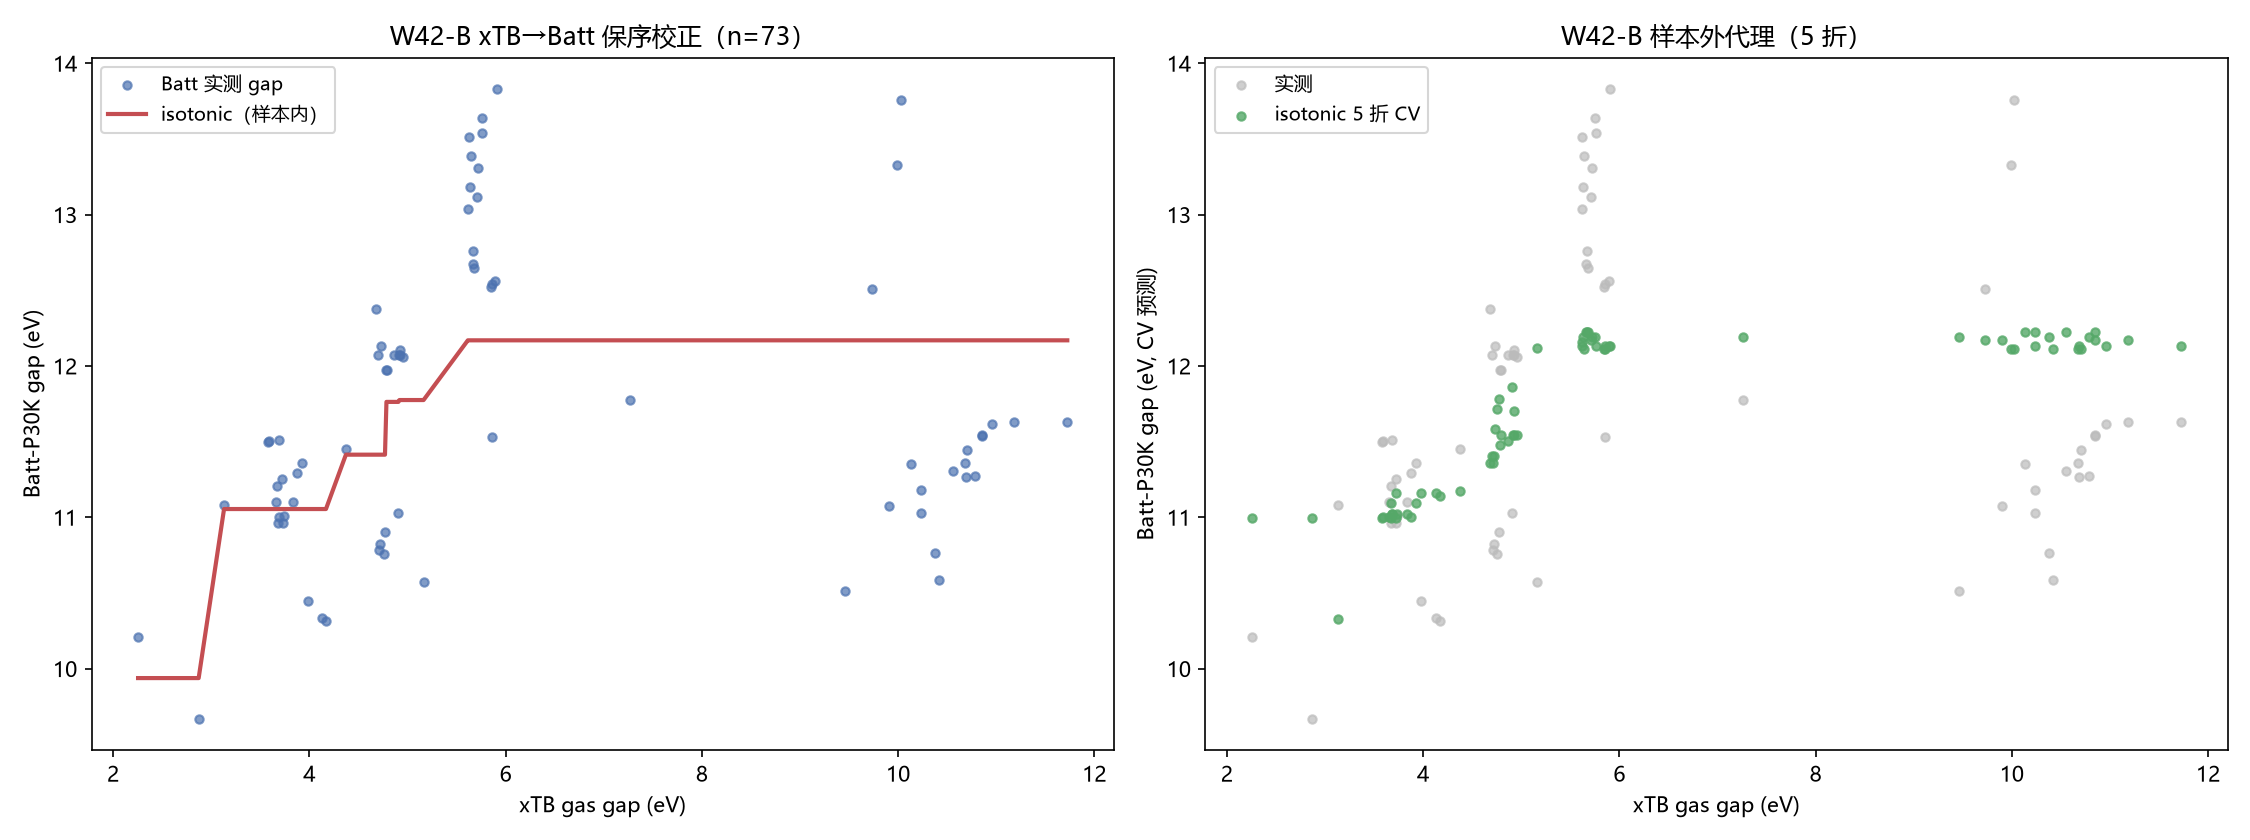 W42-B xTB→Batt 保序校正（n=73）
Batt 实测 gap
isotonic（样本内）
14
13
12
11
10
Batt-P30K gap (eV)
2
4
6
8
10
12
xTB gas gap (eV)
W42-B 样本外代理（5 折）
实测
isotonic 5 折 CV
14
13
12
11
10
Batt-P30K gap (eV, CV 预测)
2
4
6
8
10
12
xTB gas gap (eV)